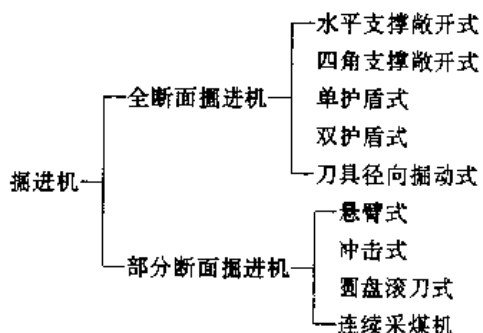 水平支撑敞开式
四角支撑敞开式
全断面掘进机
单护盾式
双护盾式
刀具径向掘动式
掘进机
悬臂式
冲击式
部分断面掘进机
圆盘滚刀式
连续采煤机